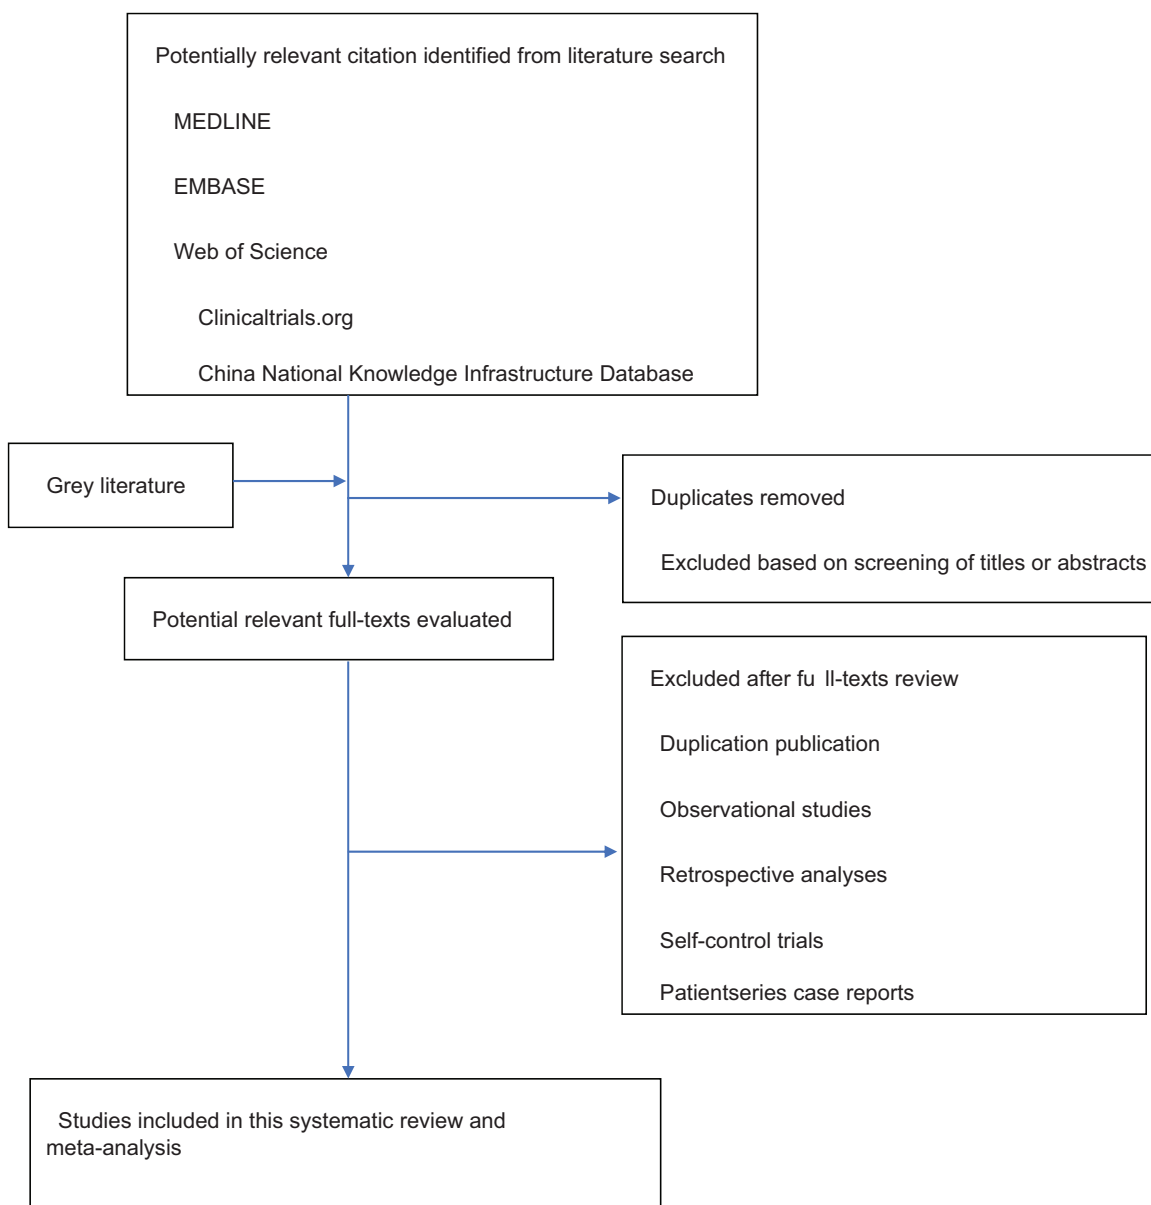 Potentially relevant citation identified from literature search
MEDLINE
EMBASE
Web of Science
Clinicaltrials.org
China National Knowledge Infrastructure Database
Grey literature
Duplicates removed
Excluded based on screening of titles or abstracts
Potential relevant full-texts evaluated
Excluded after fu ll-texts review
Duplication publication
Observational studies
Retrospective analyses
Self-control trials
Patientseries case reports
Studies included in this systematic review and
meta-analysis